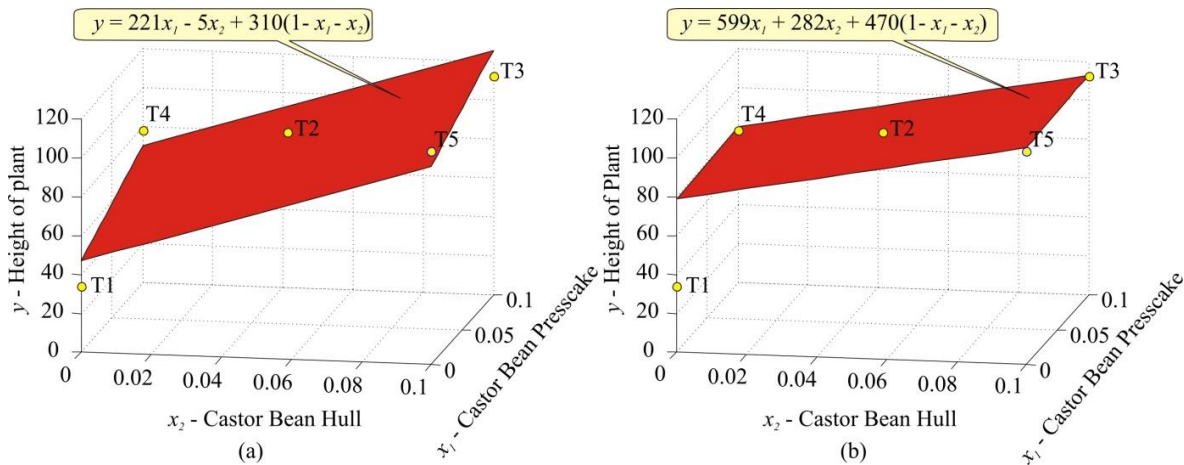 y = 221x₁ - 5x₂ + 310(1- x₁ - x₂)
T3
T4
T2
T5
T1
y - Height of plant
120
100
80
60
40
20
0
0
0.02
0.04
0.06
0.08
0.1
0
0.05
0.1
x₂ - Castor Bean Hull
x₁ - Castor Bean Presscake
(a)
y = 599x₁ + 282x₂ + 470(1- x₁ - x₂)
T3
T4
T2
T5
T1
y - Height of Plant
120
100
80
60
40
20
0
0
0.02
0.04
0.06
0.08
0.1
0
0.05
0.1
x₂ - Castor Bean Hull
x₁ - Castor Bean Presscake
(b)